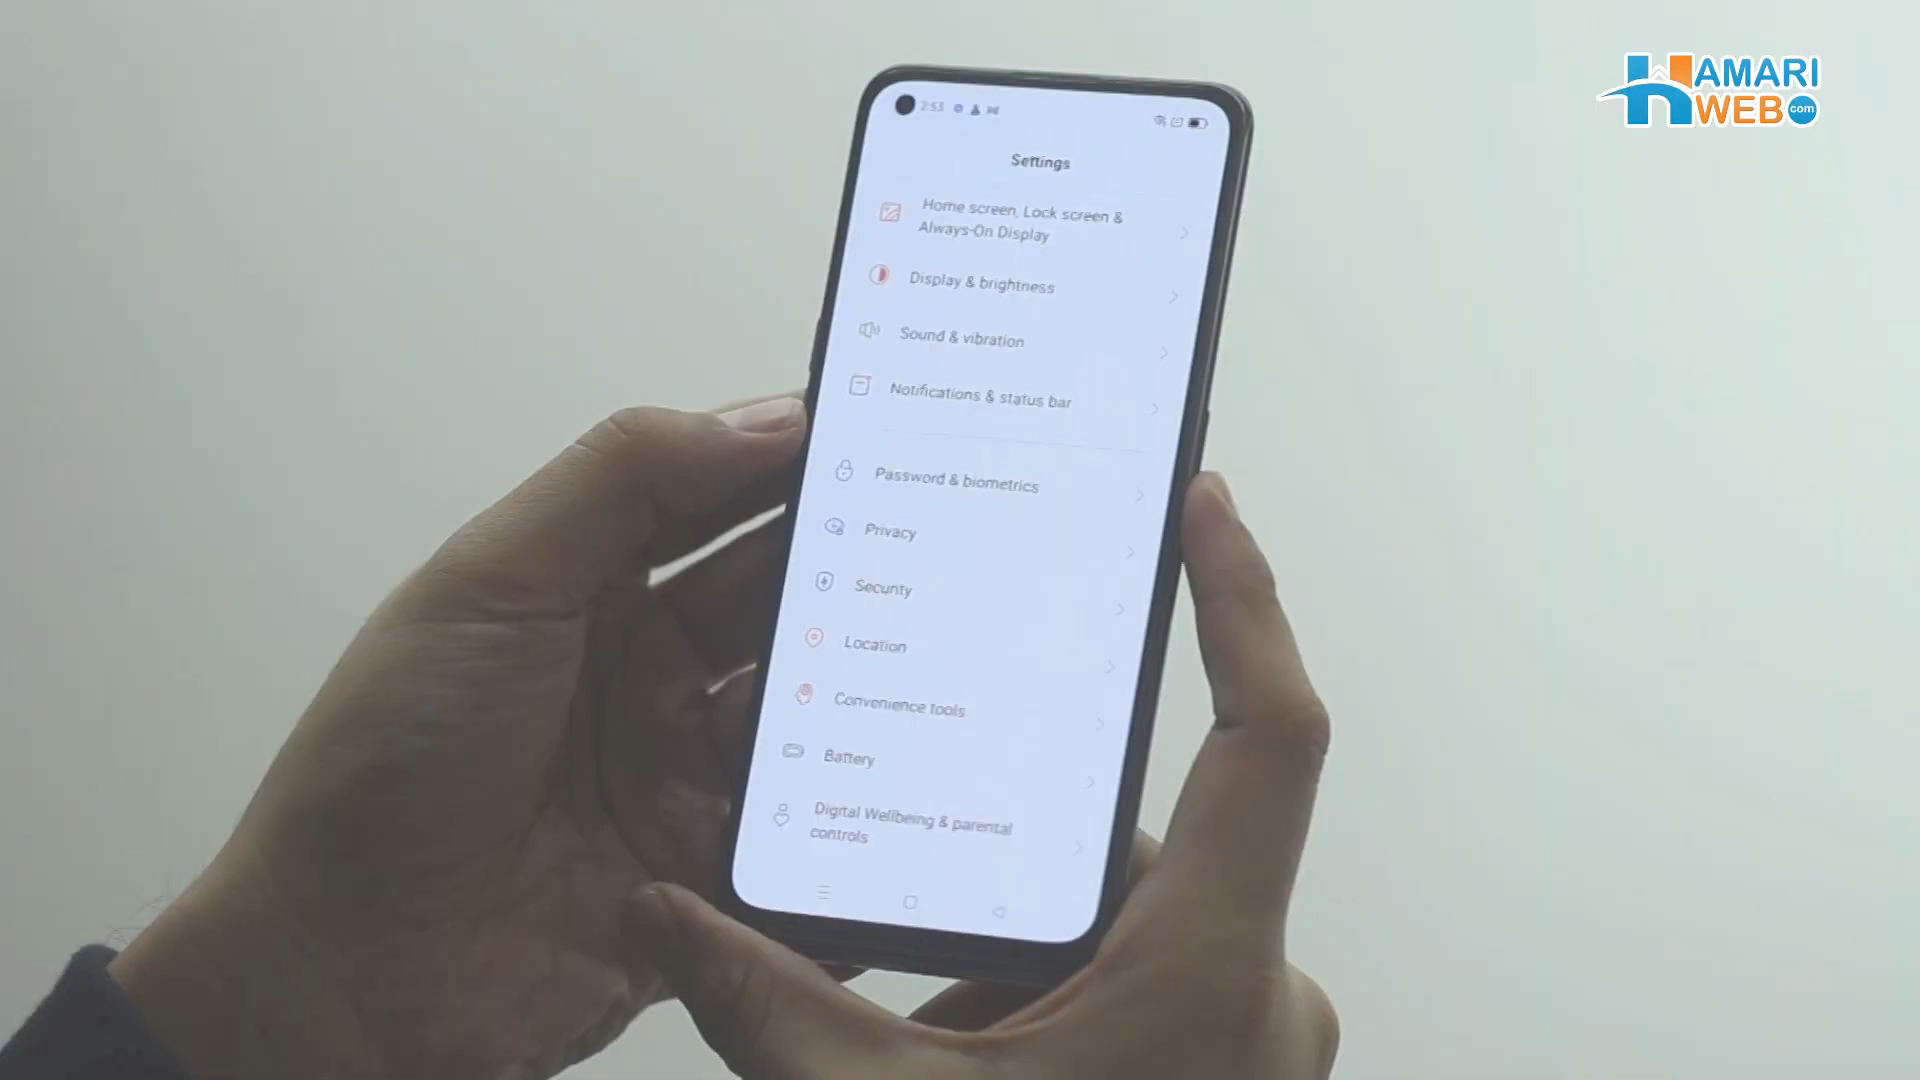 HAMARI
WEB.com
2:53
Settings
Home screen, Lock screen &
Always-On Display
Display & brightness
Sound & vibration
Notifications & status bar
Password & biometrics
Privacy
Security
Location
Convenience tools
Battery
Digital Wellbeing & parental
controls